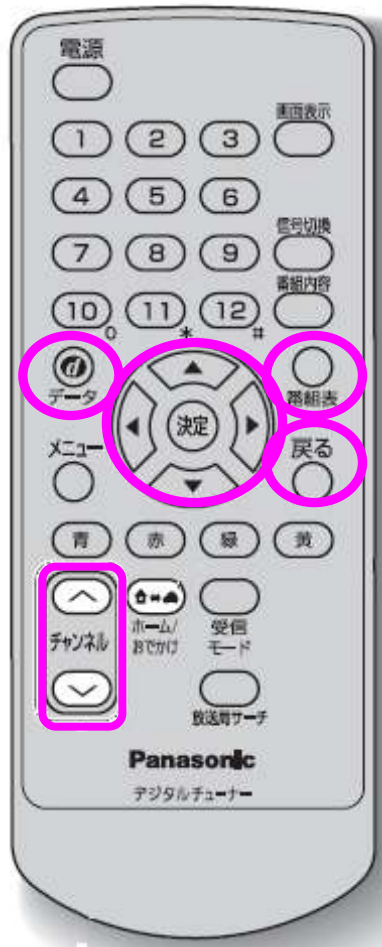 電源
画面表示
1 2 3
4 5 6
信号切換
7 8 9
番組内容
10 11 12
0 * #
d
データ
番組表
決定
メニュー
戻る
青 赤 緑 黄
チャンネル
ホーム/
おでかけ
受信
モード
放送局サーチ
Panasonic
デジタルチューナー